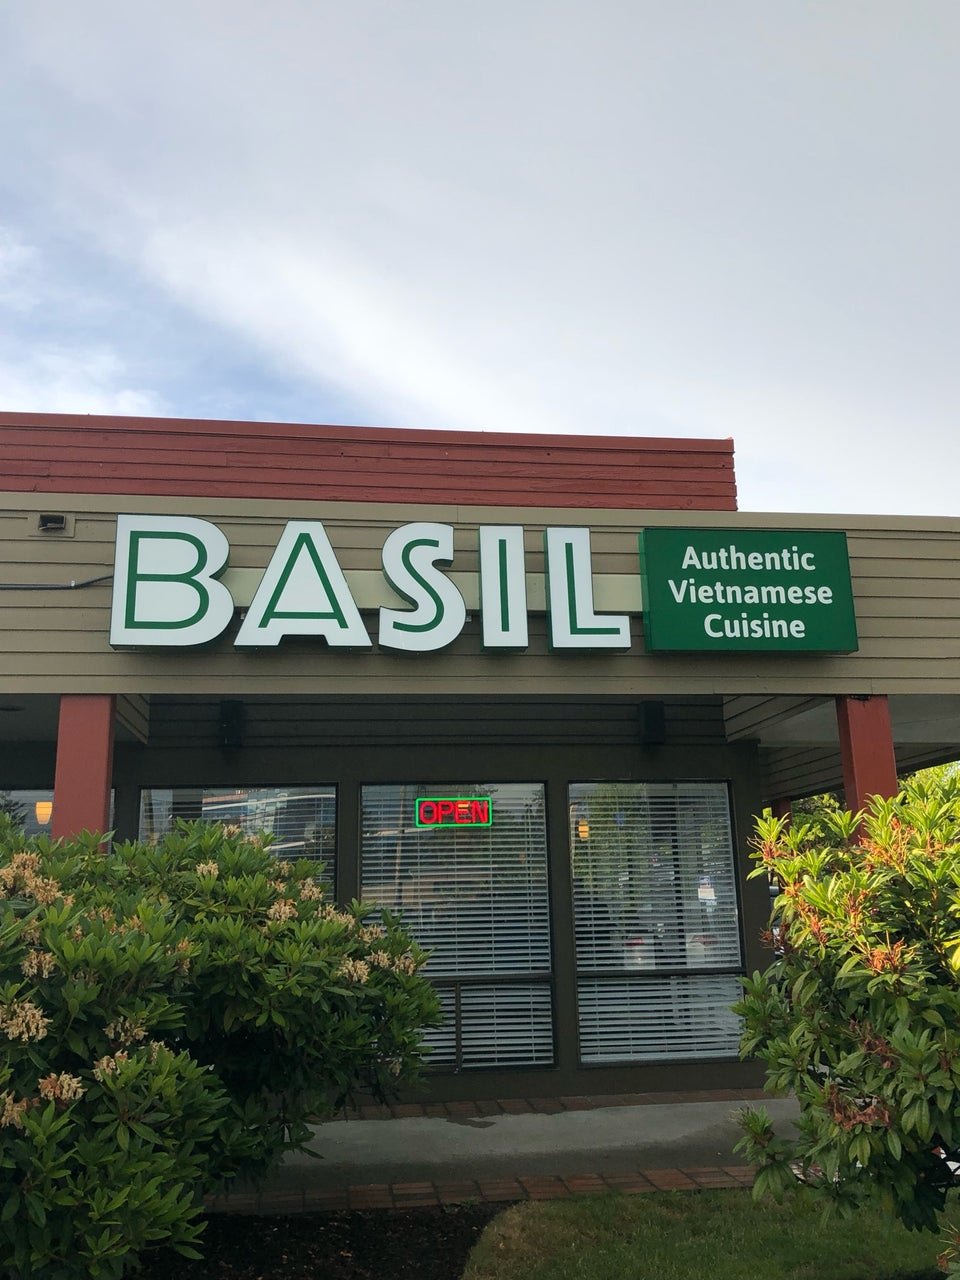 BASIL
Authentic
Vietnamese
Cuisine
OPEN